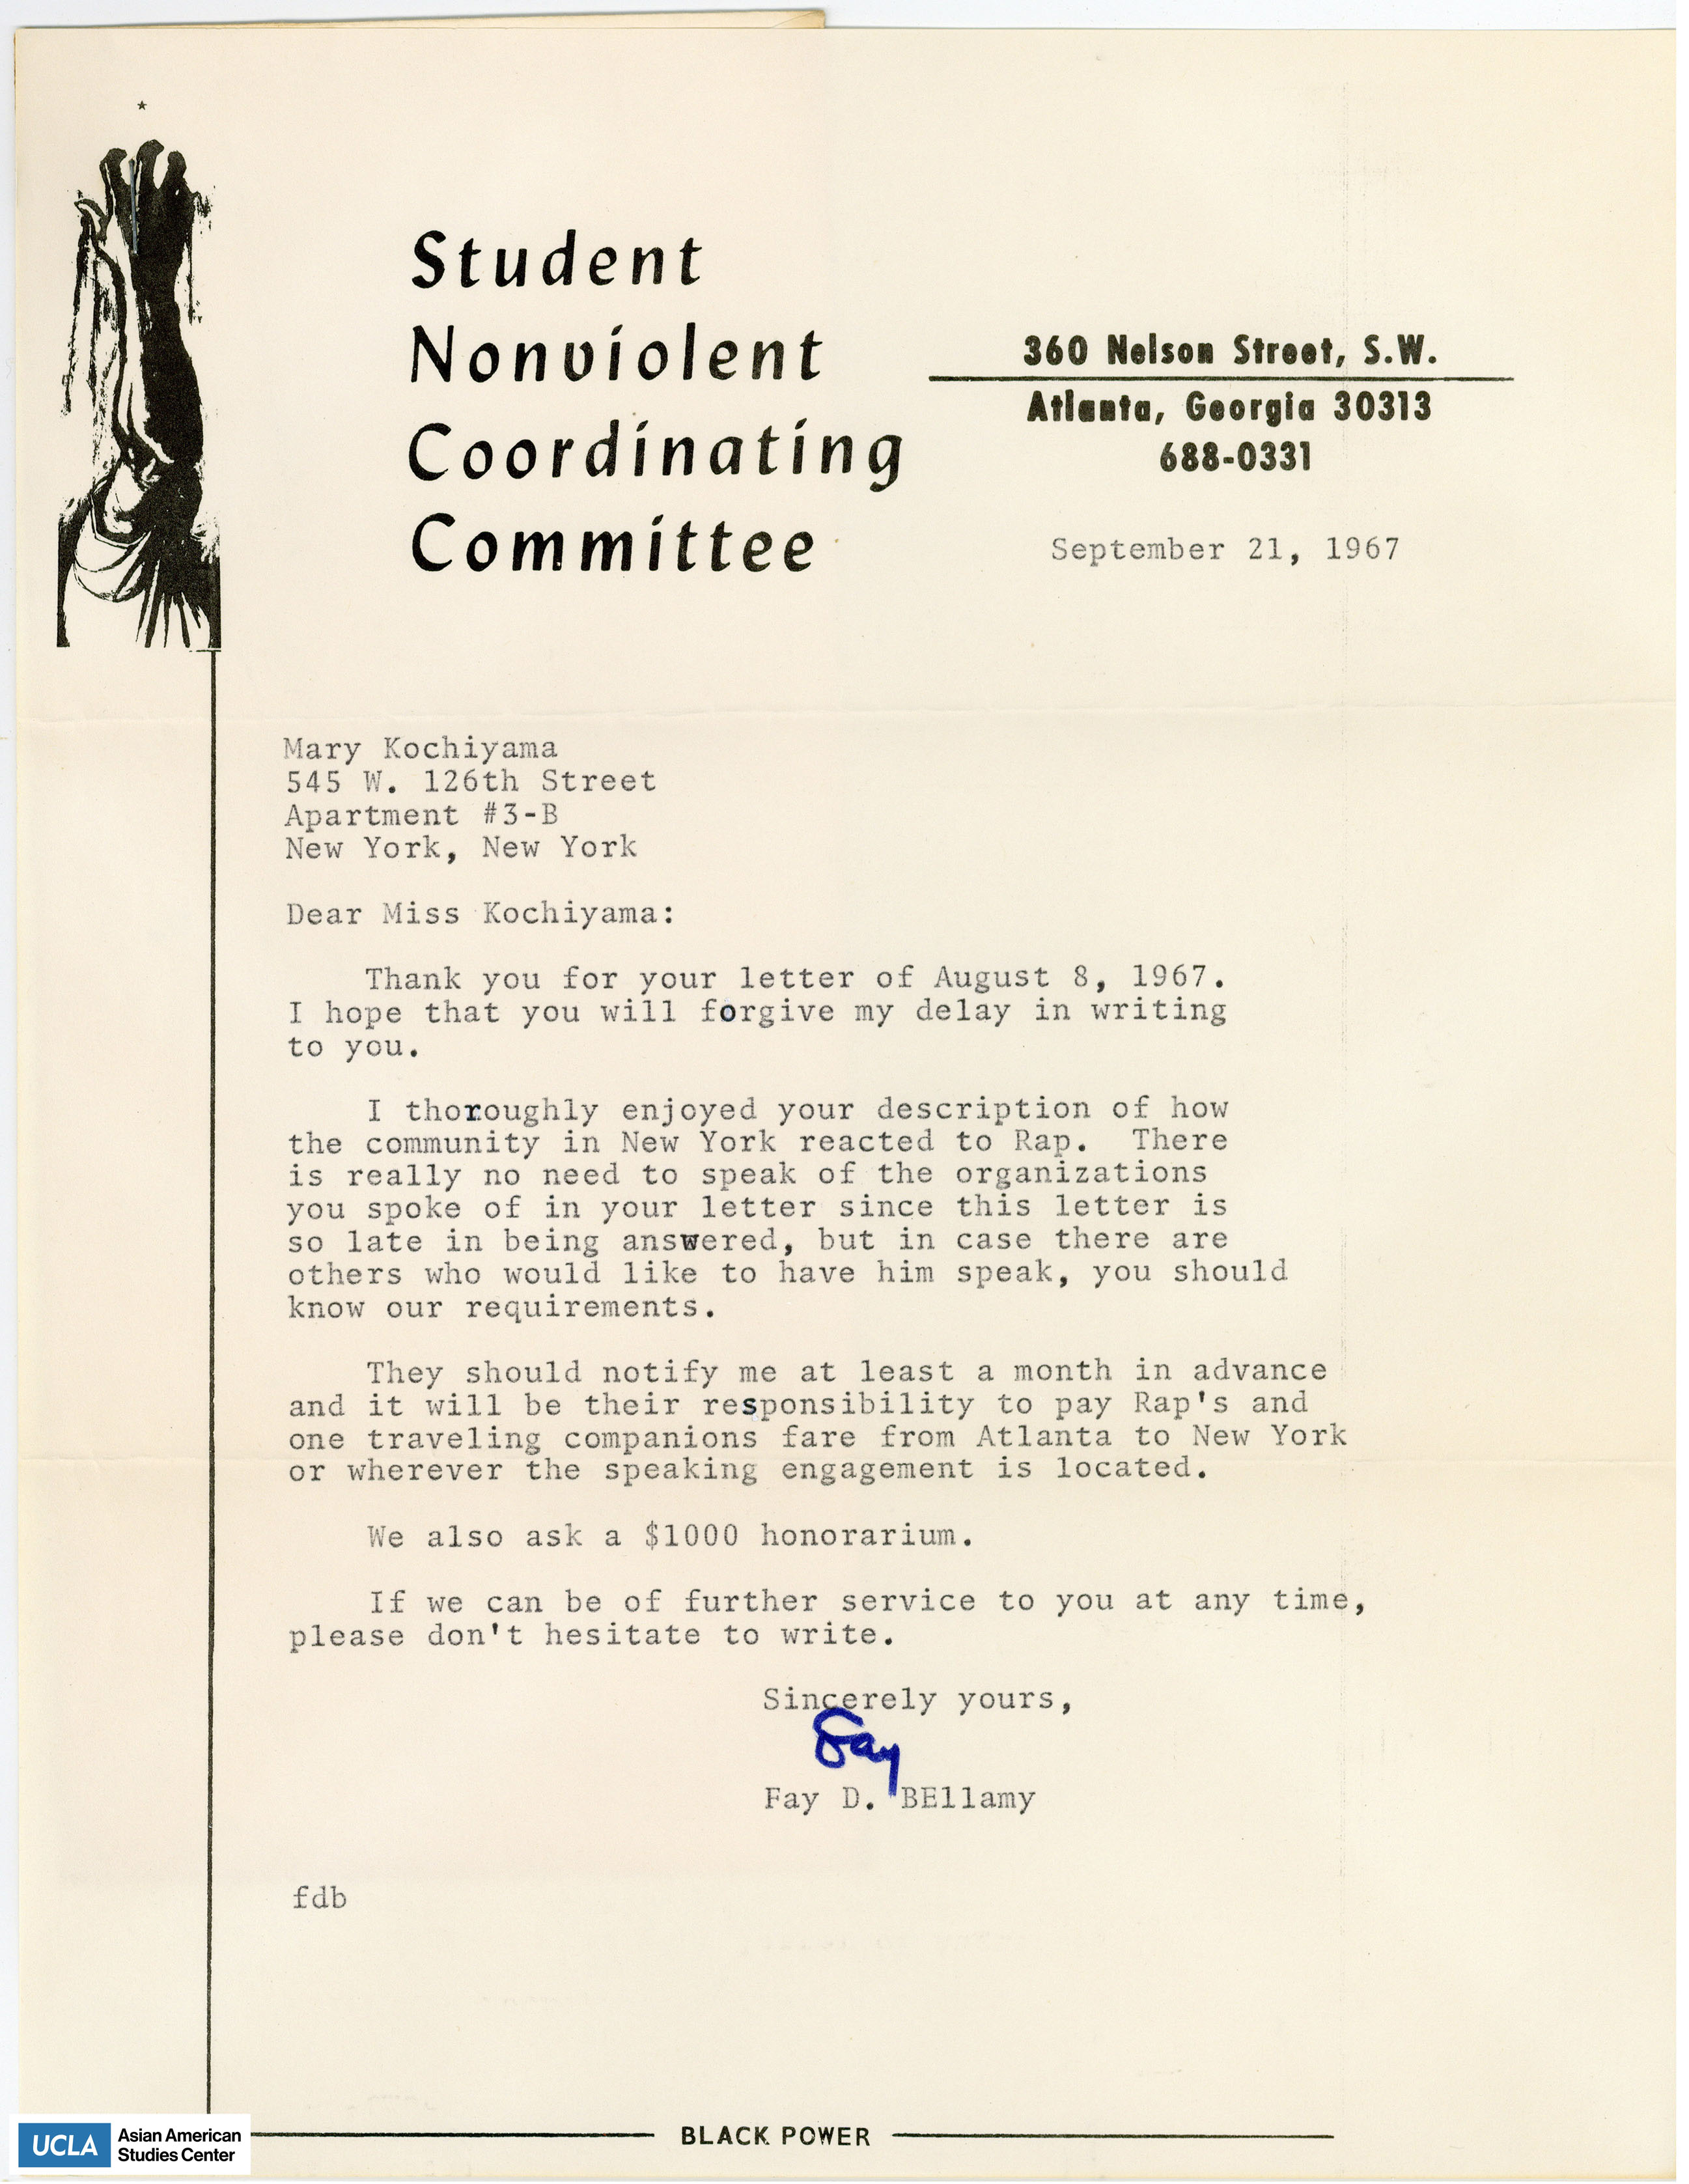 Student
Nonviolent
Coordinating
Committee
360 Nelson Street, S.W.
Atlanta, Georgia 30313
688-0331
September 21, 1967
Mary Kochiyama
545 W. 126th Street
Apartment #3-B
New York, New York
Dear Miss Kochiyama:
Thank you for your letter of August 8, 1967.
I hope that you will forgive my delay in writing
to you.
I thoroughly enjoyed your description of how
the community in New York reacted to Rap. There
is really no need to speak of the organizations
you spoke of in your letter since this letter is
so late in being answered, but in case there are
others who would like to have him speak, you should
know our requirements.
They should notify me at least a month in advance
and it will be their responsibility to pay Rap's and
one traveling companions fare from Atlanta to New York
or wherever the speaking engagement is located.
We also ask a $1000 honorarium.
If we can be of further service to you at any time,
please don't hesitate to write.
Sincerely yours,
Fay
Fay D. BEllamy
fdb
BLACK POWER
UCLA
Asian American
Studies Center